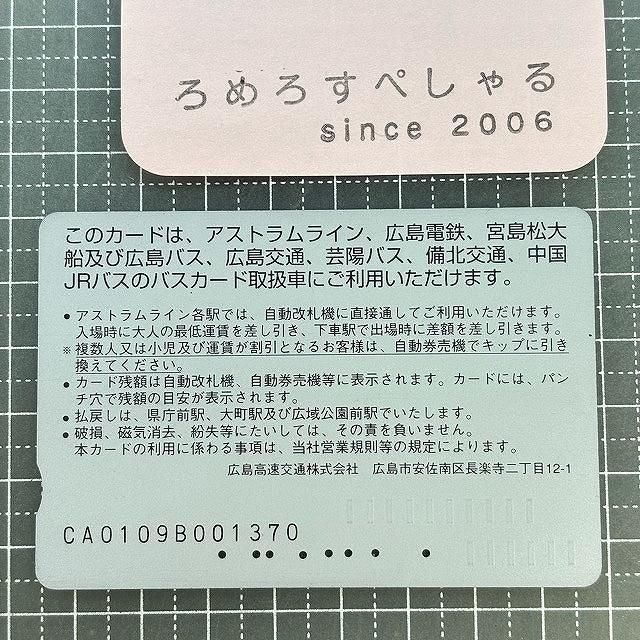 ろめろすぺしゃる
since 2006
このカードは、アストラムライン、広島電鉄、宮島松大
船及び広島バス、広島交通、芸陽バス、備北交通、中国
JRバスのバスカード取扱車にご利用いただけます。
● アストラムライン各駅では、自動改札機に直接通してご利用いただけます。
入場時に大人の最低運賃を差し引き、下車駅で出場時に差額を差し引きます。
※ 複数人又は小児及び運賃が割引となるお客様は、自動券売機でキップに引き
換えてください。
● カード残額は自動改札機、自動券売機等に表示されます。カードには、パン
チ穴で残額の目安が表示されます。
● 払戻しは、県庁前駅、大町駅及び広域公園前駅でいたします。
● 破損、磁気消去、紛失等にたいしては、その責を負いません。
本カードの利用に係わる事項は、当社営業規則等の規定によります。
広島高速交通株式会社 広島市安佐南区長楽寺二丁目12-1
CA0109B001370